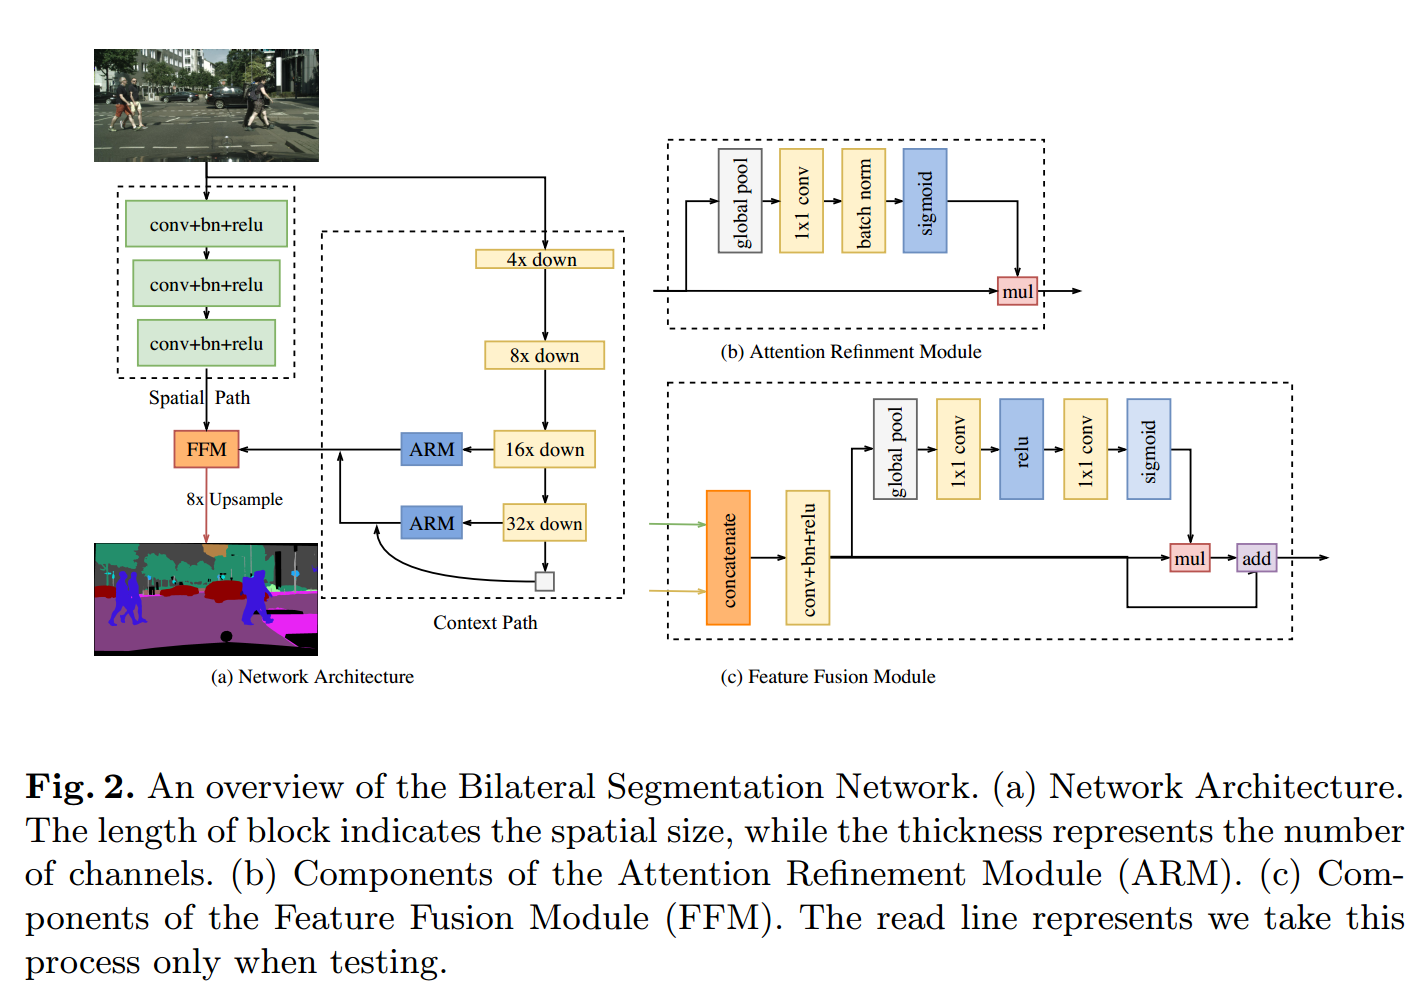 conv+bn+relu
conv+bn+relu
conv+bn+relu
Spatial Path
FFM
8x Upsample
4x down
8x down
16x down
32x down
ARM
ARM
Context Path
(a) Network Architecture
global pool
1x1 conv
batch norm
sigmoid
mul
(b) Attention Refinment Module
concatenate
conv+bn+relu
global pool
1x1 conv
relu
1x1 conv
sigmoid
mul
add
(c) Feature Fusion Module
Fig. 2. An overview of the Bilateral Segmentation Network. (a) Network Architecture.
The length of block indicates the spatial size, while the thickness represents the number
of channels. (b) Components of the Attention Refinement Module (ARM). (c) Com-
ponents of the Feature Fusion Module (FFM). The read line represents we take this
process only when testing.